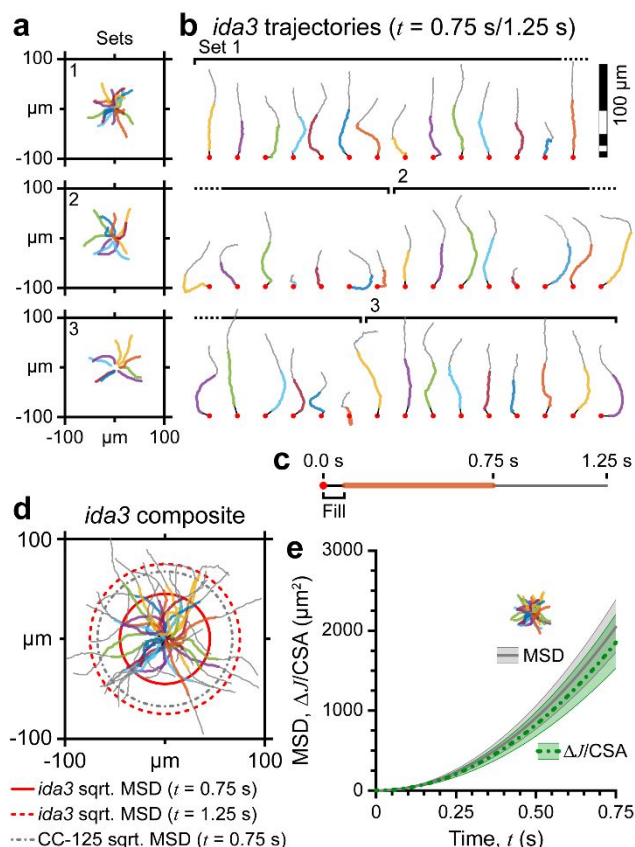 a
Sets
b
ida3 trajectories (t = 0.75 s/1.25 s)
100
1
µm
-100
Set 1
100 µm
100
2
µm
-100
2
100
3
µm
-100
-100
µm
100
3
c
0.0 s
0.75 s
1.25 s
Fill
d
ida3 composite
100
µm
-100
-100
µm
100
ida3 sqrt. MSD (t = 0.75 s)
ida3 sqrt. MSD (t = 1.25 s)
CC-125 sqrt. MSD (t = 0.75 s)
e
MSD, ΔJ/CSA (µm²)
3000
2000
1000
0
MSD
ΔJ/CSA
0
0.25
0.50
0.75
Time, t (s)